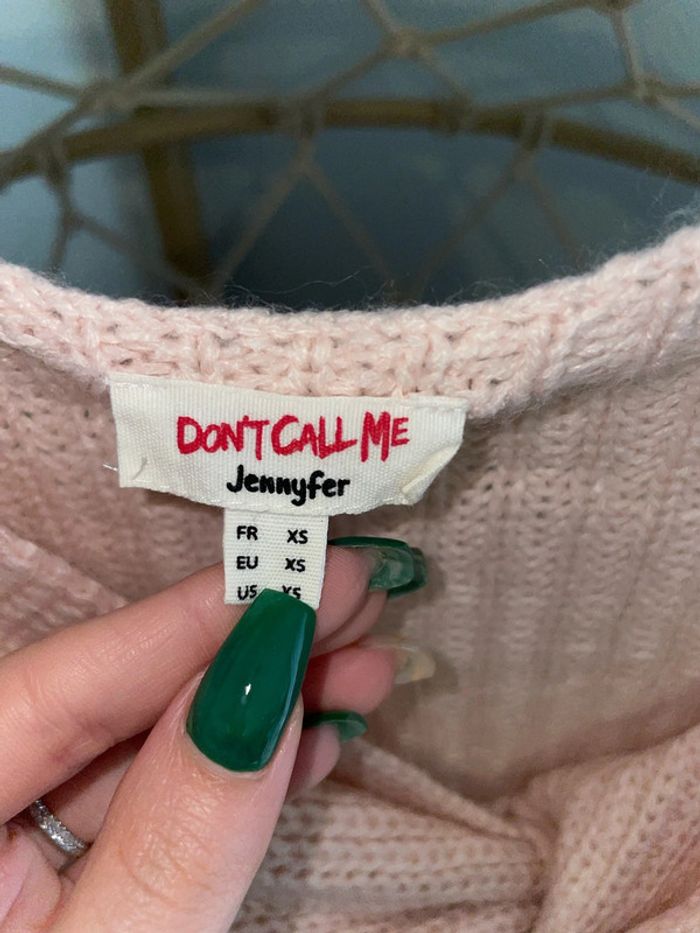 DON'T CALL ME
Jennyfer
FR XS
EU XS
US XS